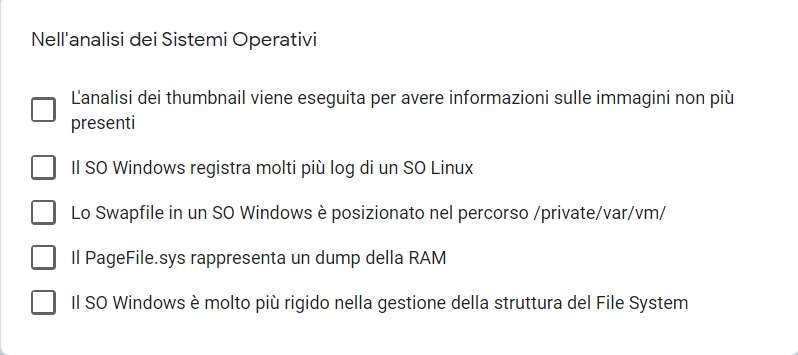 Nell'analisi dei Sistemi Operativi
L'analisi dei thumbnail viene eseguita per avere informazioni sulle immagini non più
presenti
Il SO Windows registra molti più log di un SO Linux
Lo Swapfile in un SO Windows è posizionato nel percorso /private/var/vm/
Il PageFile.sys rappresenta un dump della RAM
Il SO Windows è molto più rigido nella gestione della struttura del File System